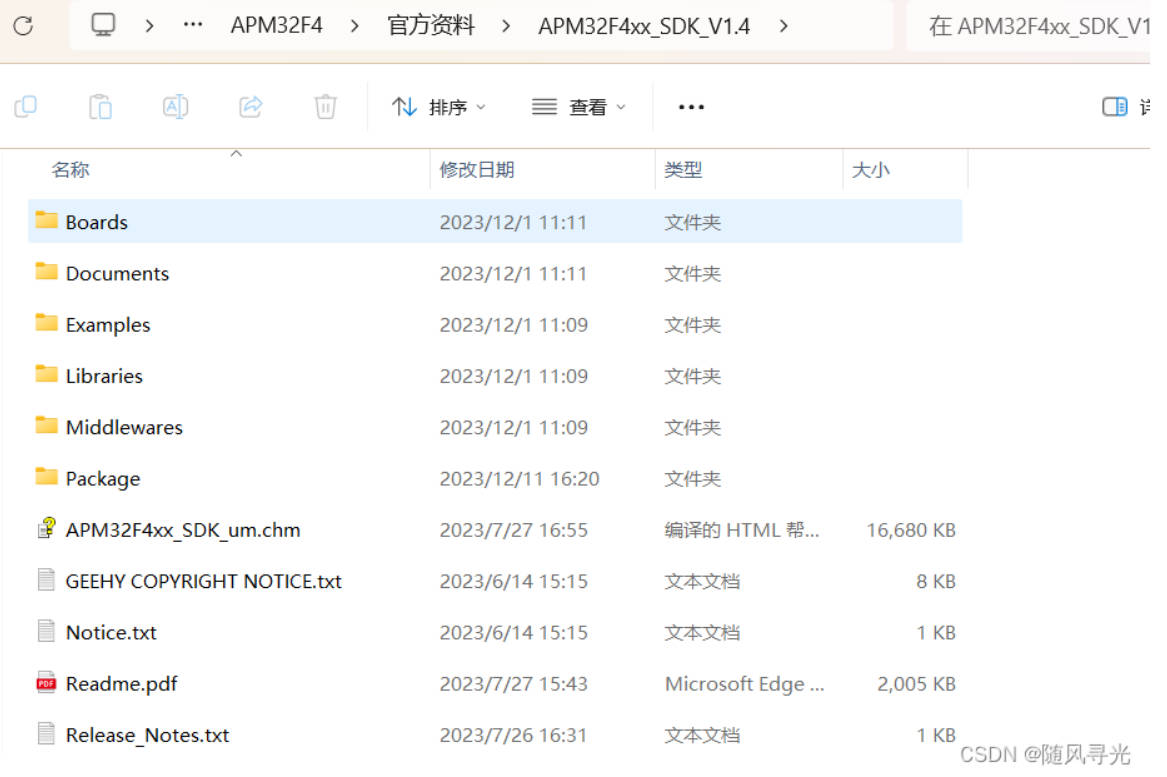 APM32F4 > 官方资料 > APM32F4xx_SDK_V1.4 > 在 APM32F4xx_SDK_V1
排序 查看 ... 详
名称 修改日期 类型 大小
Boards 2023/12/1 11:11 文件夹
Documents 2023/12/1 11:11 文件夹
Examples 2023/12/1 11:09 文件夹
Libraries 2023/12/1 11:09 文件夹
Middlewares 2023/12/1 11:09 文件夹
Package 2023/12/11 16:20 文件夹
APM32F4xx_SDK_um.chm 2023/7/27 16:55 编译的 HTML 帮... 16,680 KB
GEEHY COPYRIGHT NOTICE.txt 2023/6/14 15:15 文本文档 8 KB
Notice.txt 2023/6/14 15:15 文本文档 1 KB
Readme.pdf 2023/7/27 15:43 Microsoft Edge ... 2,005 KB
Release_Notes.txt 2023/7/26 16:31 文本文档 1 KB
CSDN @随风寻光